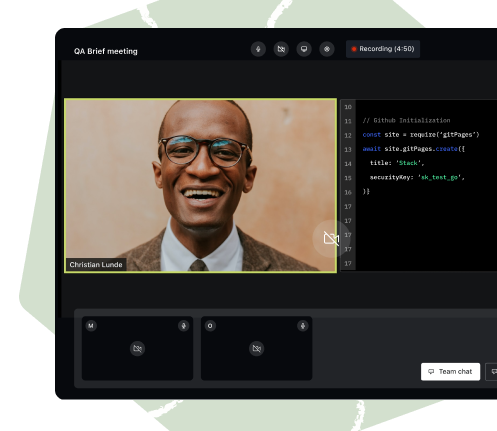 QA Brief meeting
Recording (4:50)
10
11 // Github Initialization
12 const site = require(‘gitPages’)
13 await site.gitPages.create({
14 title: ‘Stack’,
15 securityKey: ‘sk_test_go’,
16 )}
17
17
17
17
17
Christian Lunde
M
O
Team chat